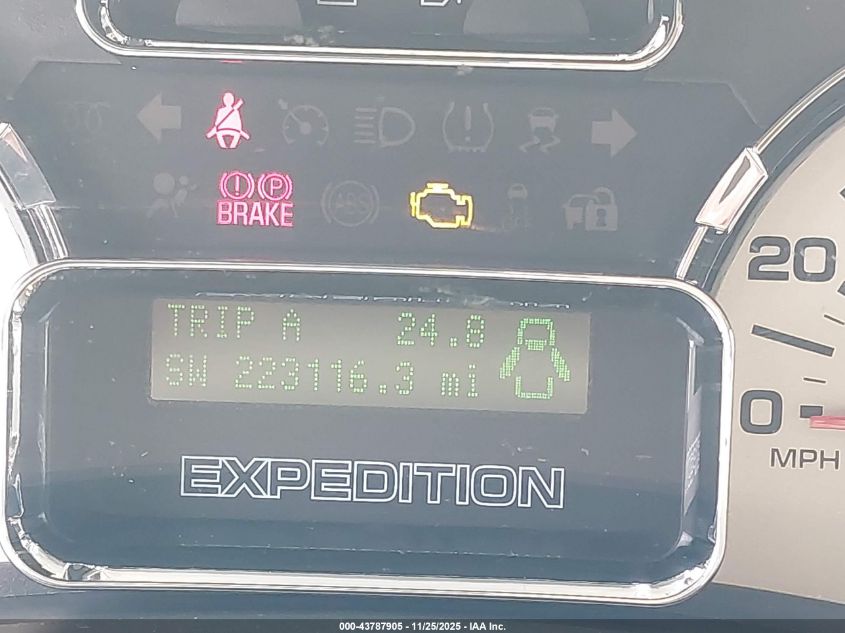 BRAKE
ABS
TRIP A 24.8
SW 223116.3 mi
EXPEDITION
20
0
MPH
000-43787905 - 11/25/2025 - IAA Inc.